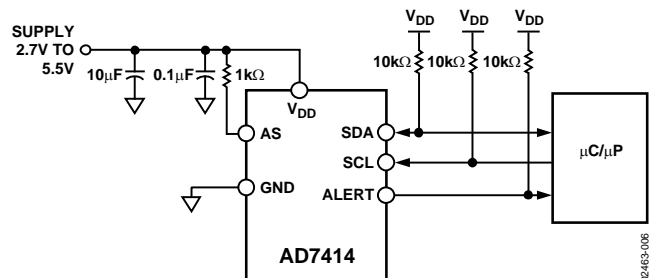 SUPPLY
2.7V TO
5.5V
10µF
0.1µF
1kΩ
VDD
AS
GND
SDA
SCL
ALERT
AD7414
VDD
VDD
VDD
10kΩ
10kΩ
10kΩ
µC/µP
02463-006